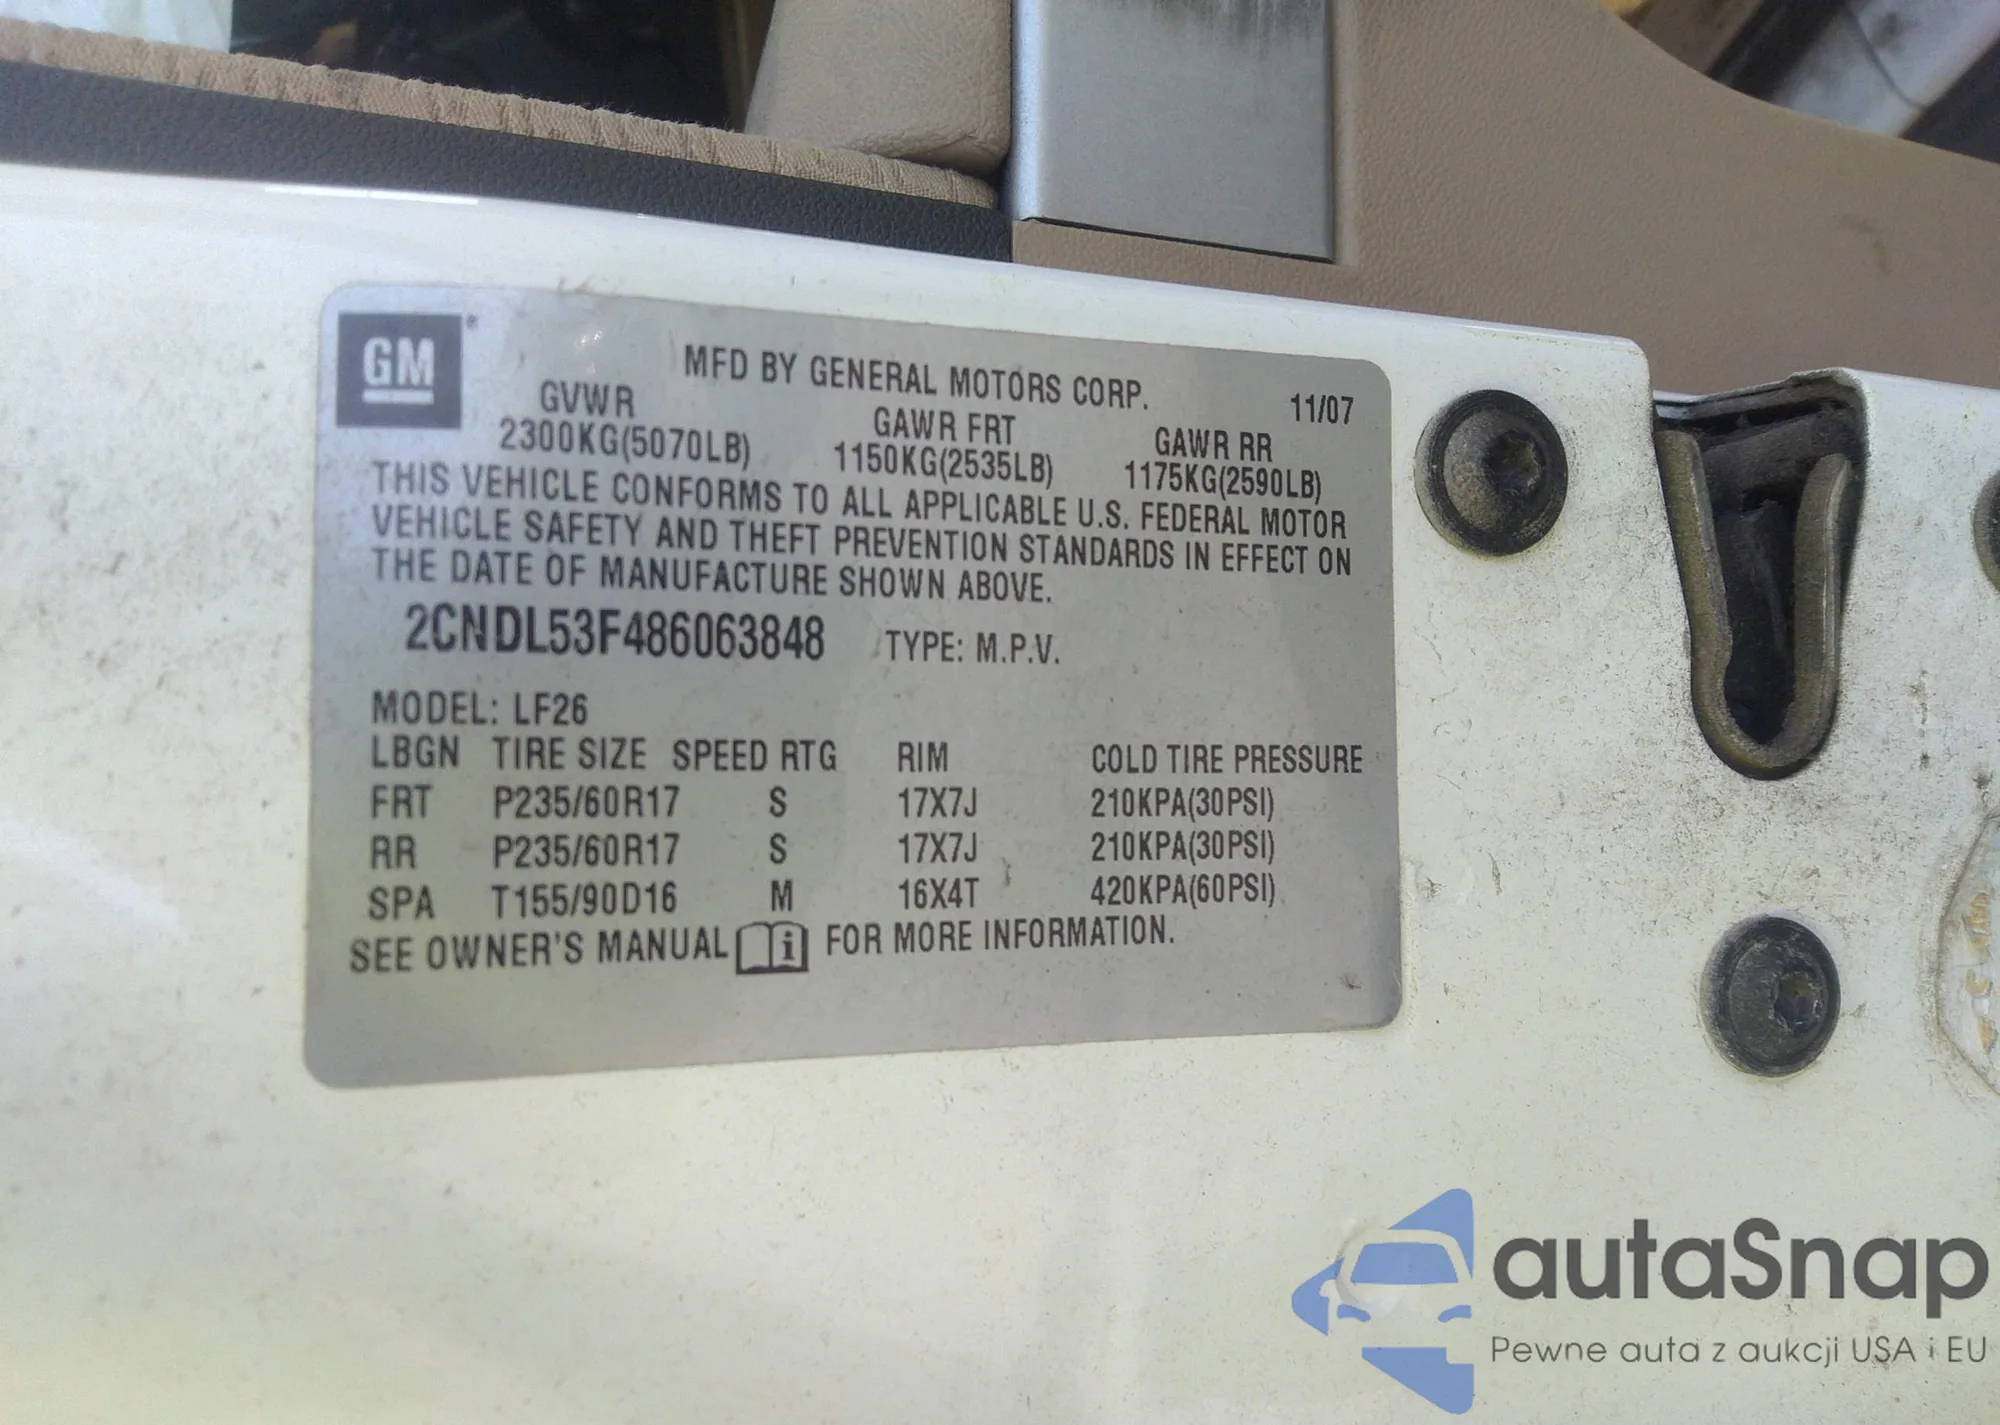 GM®
MFD BY GENERAL MOTORS CORP. 11/07
GVWR GAWR FRT GAWR RR
2300KG(5070LB) 1150KG(2535LB) 1175KG(2590LB)
THIS VEHICLE CONFORMS TO ALL APPLICABLE U.S. FEDERAL MOTOR
VEHICLE SAFETY AND THEFT PREVENTION STANDARDS IN EFFECT ON
THE DATE OF MANUFACTURE SHOWN ABOVE.
2CNDL53F486063848 TYPE: M.P.V.
MODEL: LF26
LBGN TIRE SIZE SPEED RTG RIM COLD TIRE PRESSURE
FRT P235/60R17 S 17X7J 210KPA(30PSI)
RR P235/60R17 S 17X7J 210KPA(30PSI)
SPA T155/90D16 M 16X4T 420KPA(60PSI)
SEE OWNER'S MANUAL i FOR MORE INFORMATION.
autaSnap
Pewne auta z aukcji USA i EU